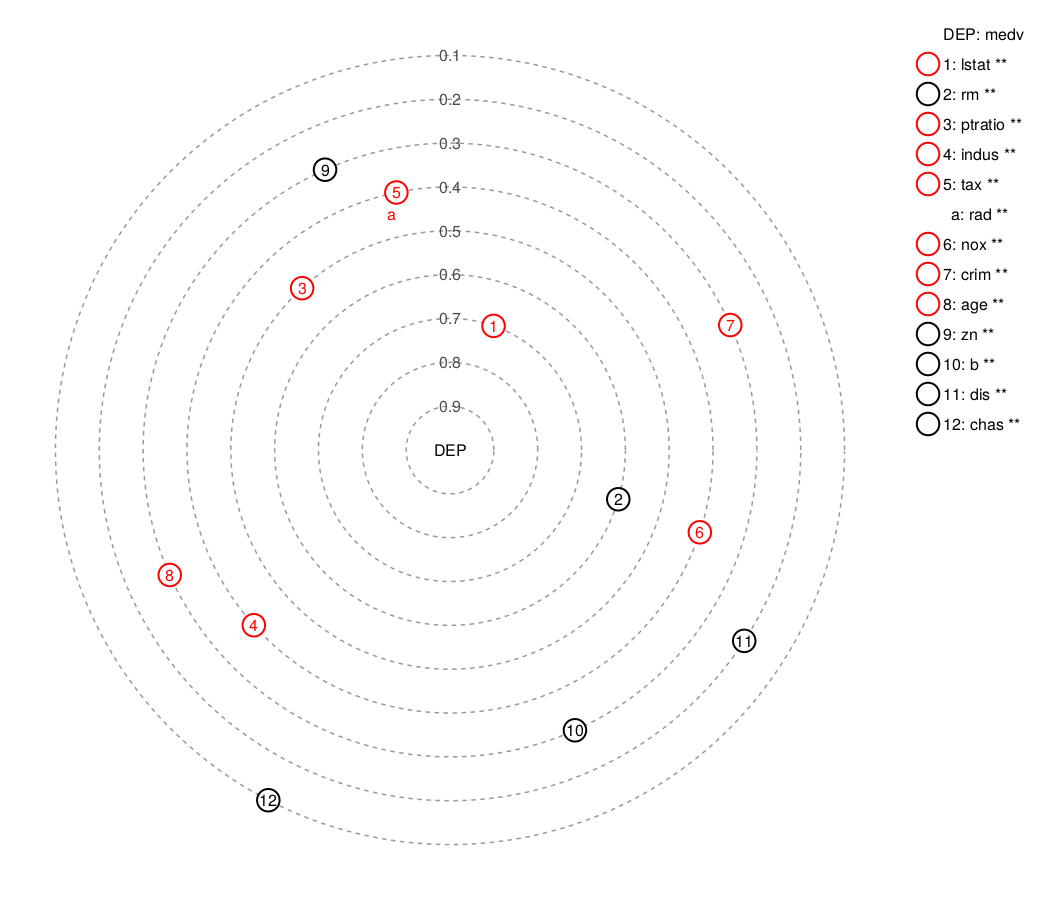 DEP: medv
1: lstat **
2: rm **
3: ptratio **
4: indus **
5: tax **
a: rad **
6: nox **
7: crim **
8: age **
9: zn **
10: b **
11: dis **
12: chas **
0.1
0.2
0.3
0.4
0.5
0.6
0.7
0.8
0.9
DEP
9
5
a
3
1
7
2
6
8
4
11
10
12